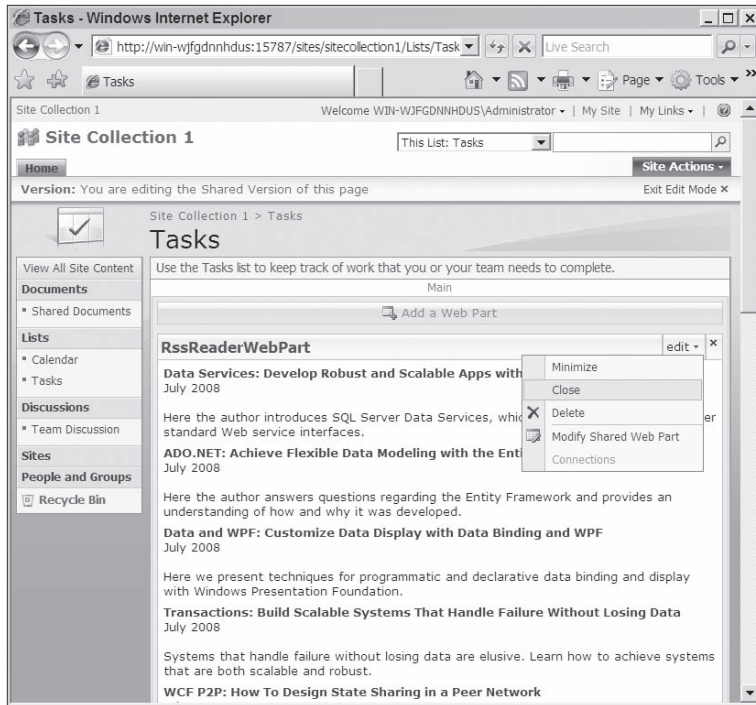 Tasks - Windows Internet Explorer
http://win-wjfgdnnhdus:15787/sites/sitecollection1/Lists/Task
Live Search
Tasks
Page
Tools
Site Collection 1
Welcome WIN-WJFGDNNHDUS\Administrator | My Site | My Links |
Site Collection 1
This List: Tasks
Home
Site Actions
Version: You are editing the Shared Version of this page
Exit Edit Mode ×
Site Collection 1 > Tasks
Tasks
View All Site Content
Documents
Shared Documents
Lists
Calendar
Tasks
Discussions
Team Discussion
Sites
People and Groups
Recycle Bin
Use the Tasks list to keep track of work that you or your team needs to complete.
Main
Add a Web Part
RssReaderWebPart
edit
Minimize
Close
Delete
Modify Shared Web Part
Connections
Data Services: Develop Robust and Scalable Apps with
July 2008
Here the author introduces SQL Server Data Services, er
standard Web service interfaces.
ADO.NET: Achieve Flexible Data Modeling with the
July 2008
Here the author answers questions regarding the Entity Framework and provides an
understanding of how and why it was developed.
Data and WPF: Customize Data Display with Data Binding and WPF
July 2008
Here we present techniques for programmatic and declarative data binding and display
with Windows Presentation Foundation.
Transactions: Build Scalable Systems That Handle Failure Without Losing Data
July 2008
Systems that handle failure without losing data are elusive. Learn how to achieve systems
that are both scalable and robust.
WCF P2P: How To Design State Sharing in a Peer Network